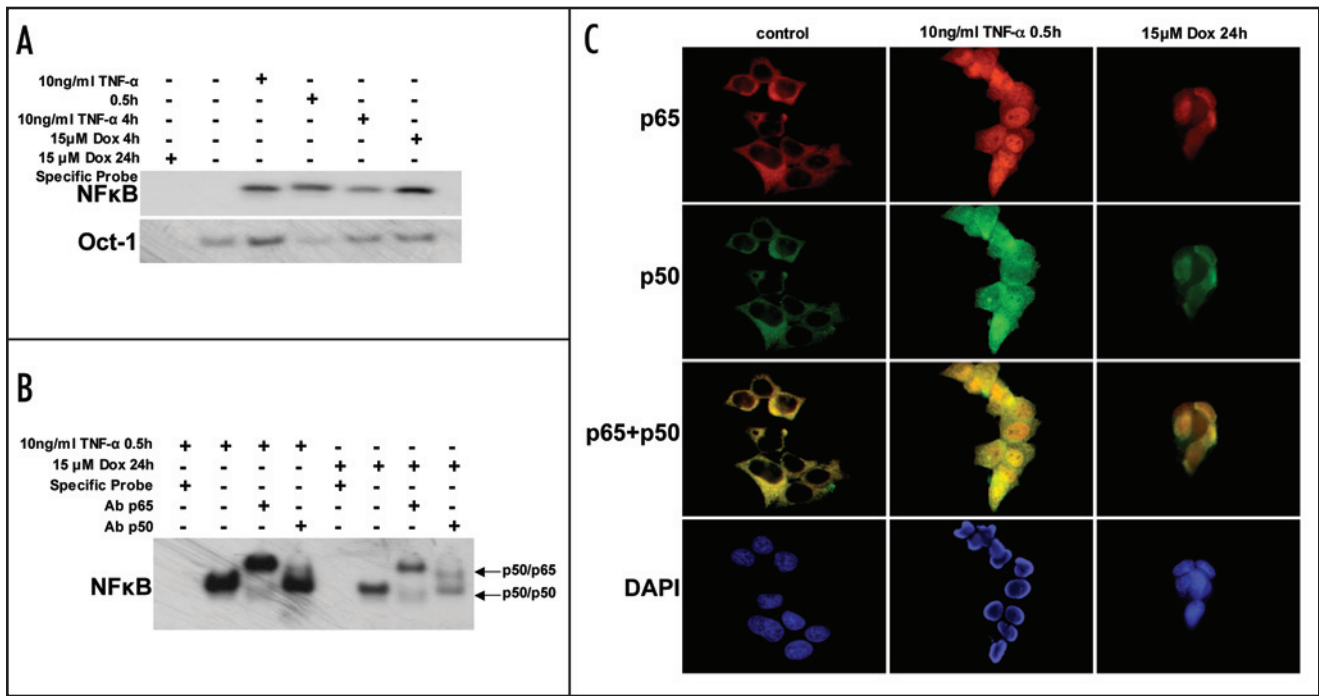 A
10ng/ml TNF-α - - + - - -
0.5h - - - + - -
10ng/ml TNF-α 4h - - - - + -
15µM Dox 4h - - - - - +
15 µM Dox 24h + - - - - -
Specific Probe
NFκB
Oct-1
B
10ng/ml TNF-α 0.5h + + + + - - - -
15 µM Dox 24h - - - - + + + +
Specific Probe + - - - + - - -
Ab p65 - - + - - - + -
Ab p50 - - - + - - - +
NFκB
p50/p65
p50/p50
C
control 10ng/ml TNF-α 0.5h 15µM Dox 24h
p65
p50
p65+p50
DAPI